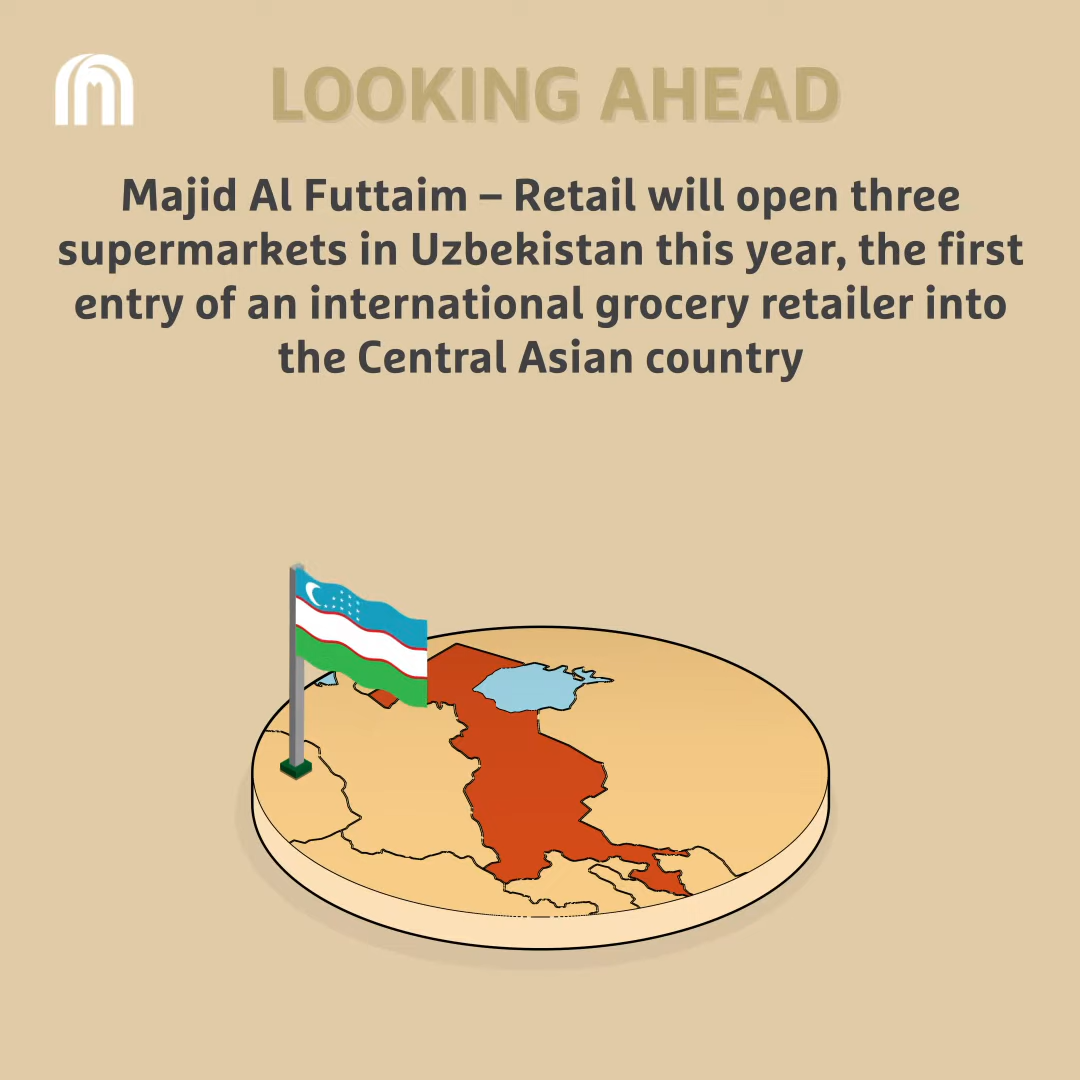 LOOKING AHEAD
Majid Al Futtaim – Retail will open three
supermarkets in Uzbekistan this year, the first
entry of an international grocery retailer into
the Central Asian country